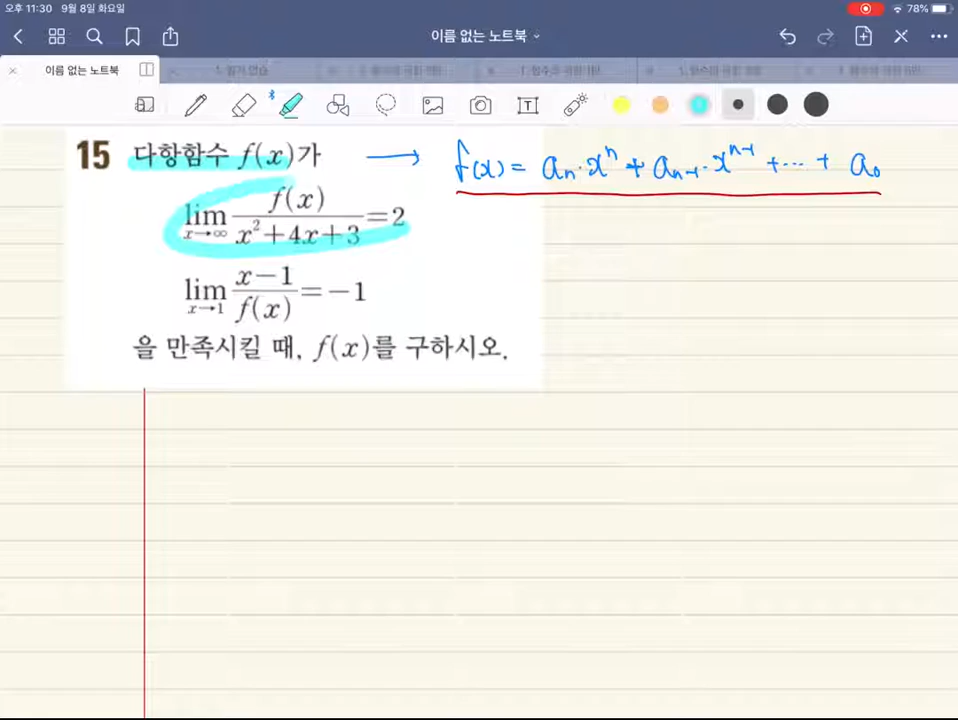 오후 11:30 9월 8일 화요일
78%
이름 없는 노트북
이름 없는 노트북
15 다항함수 f(x)가 → f(x) = aₙ·xⁿ + aₙ₋₁·xⁿ⁻¹ + ⋯ + a₀
lim x→∞ f(x)/(x²+4x+3) = 2
lim x→1 (x−1)/f(x) = −1
을 만족시킬 때, f(x)를 구하시오.